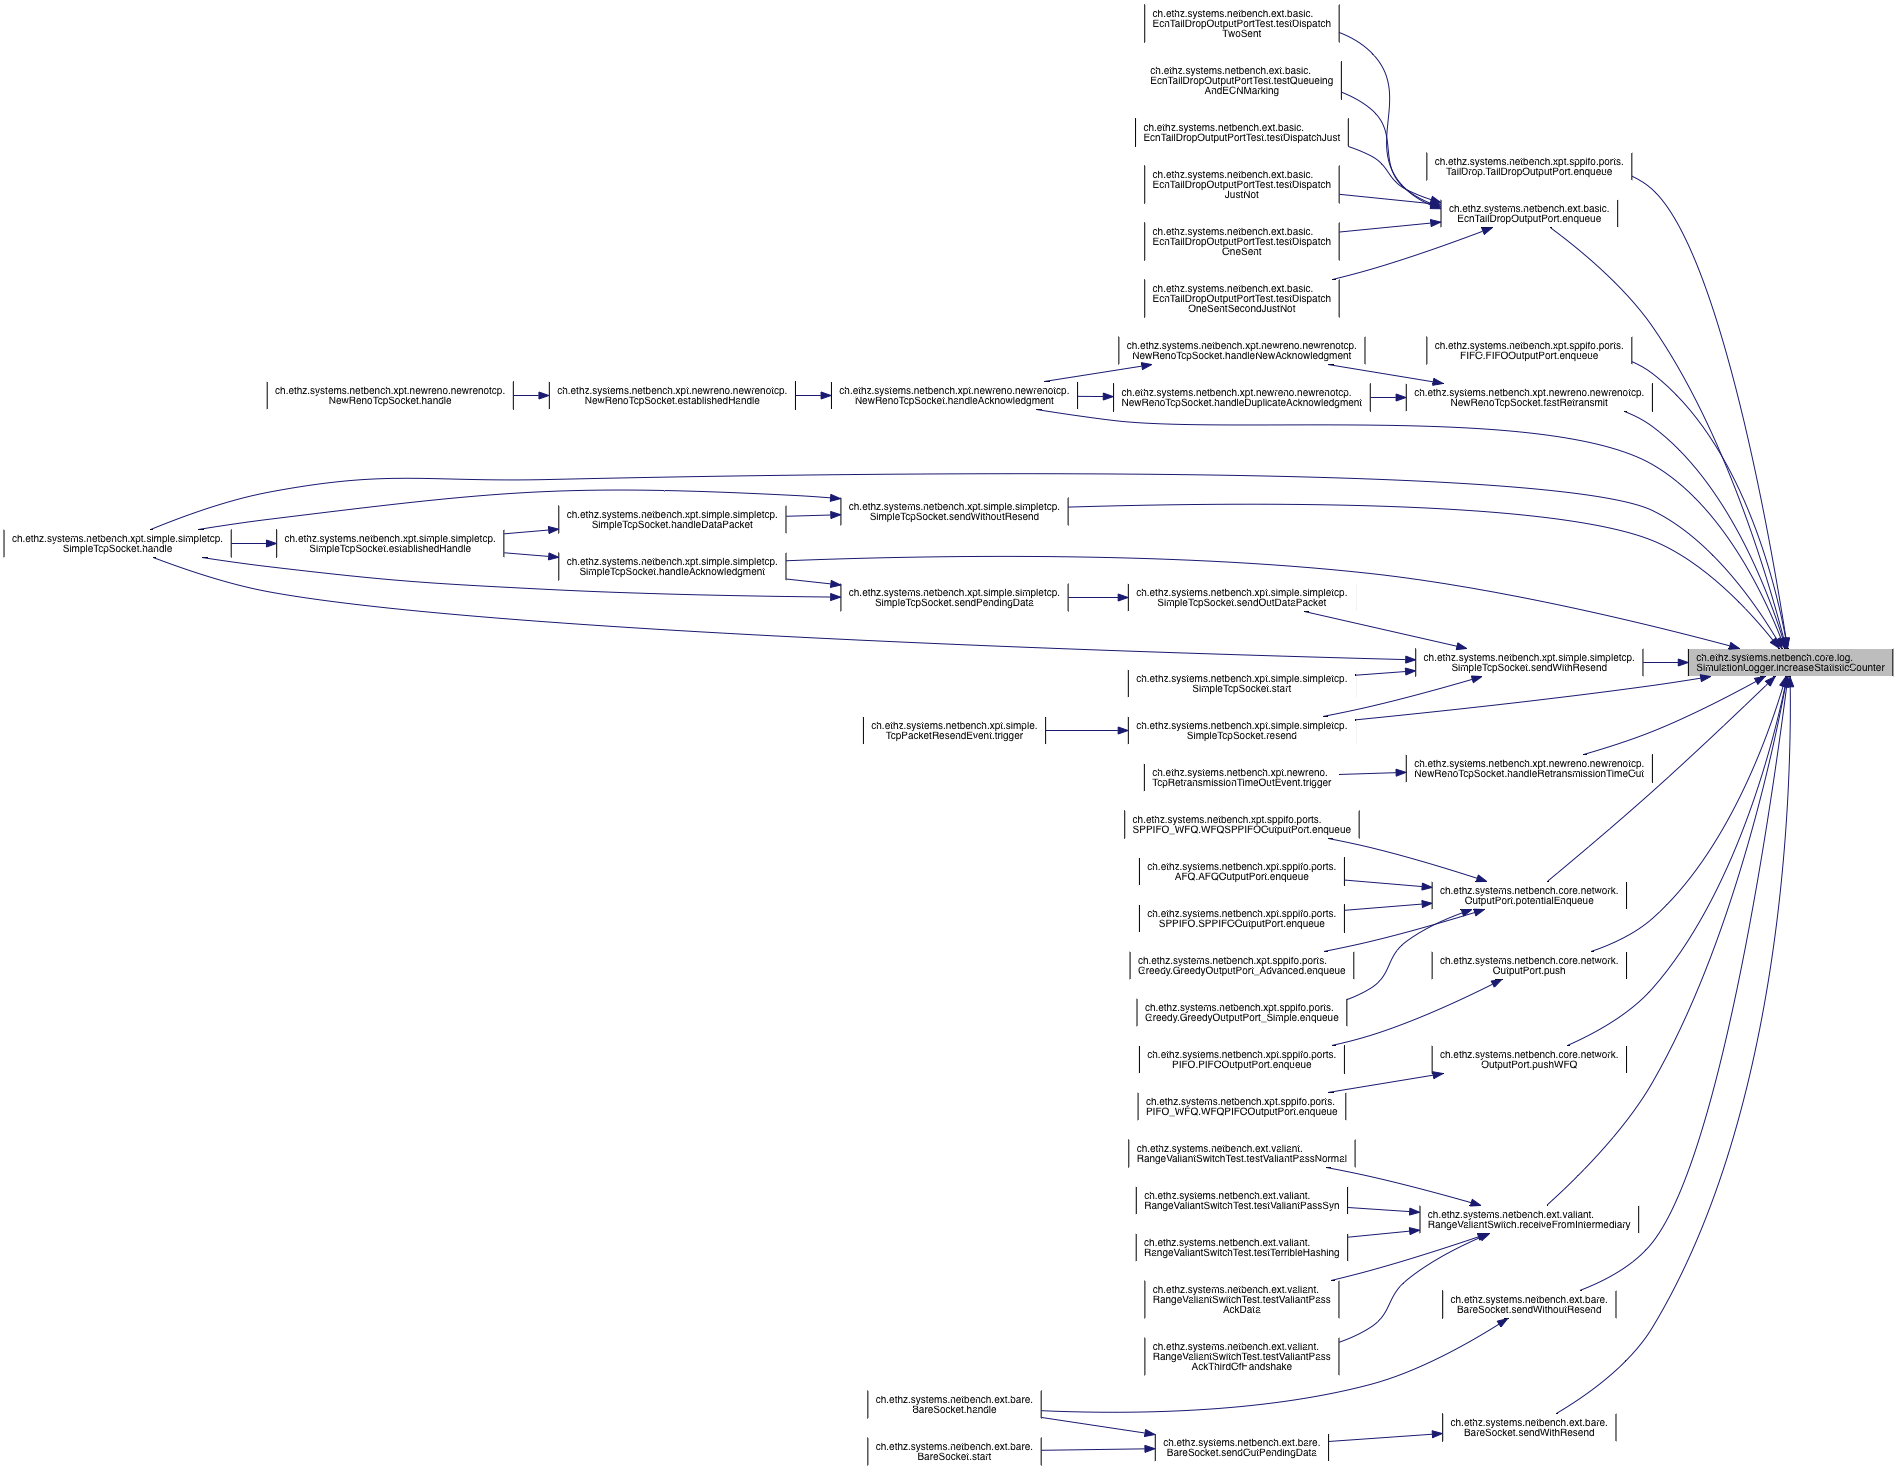 ch.ethz.systems.netbench.ext.basic.
EcnTailDropOutputPortTest.testDispatch
TwoSent
ch.ethz.systems.netbench.ext.basic.
EcnTailDropOutputPortTest.testQueueing
AndECNMarking
ch.ethz.systems.netbench.ext.basic.
EcnTailDropOutputPortTest.testDispatchJust
ch.ethz.systems.netbench.ext.basic.
EcnTailDropOutputPortTest.testDispatch
JustNot
ch.ethz.systems.netbench.ext.basic.
EcnTailDropOutputPortTest.testDispatch
OneSent
ch.ethz.systems.netbench.ext.basic.
EcnTailDropOutputPortTest.testDispatch
OneSentSecondJustNot
ch.ethz.systems.netbench.xpt.sppifo.ports.
TailDrop.TailDropOutputPort.enqueue
ch.ethz.systems.netbench.ext.basic.
EcnTailDropOutputPort.enqueue
ch.ethz.systems.netbench.xpt.newreno.newrenotcp.
NewRenoTcpSocket.handleNewAcknowledgment
ch.ethz.systems.netbench.xpt.sppifo.ports.
FIFO.FIFOOutputPort.enqueue
ch.ethz.systems.netbench.xpt.newreno.newrenotcp.
NewRenoTcpSocket.handle
ch.ethz.systems.netbench.xpt.newreno.newrenotcp.
NewRenoTcpSocket.establishedHandle
ch.ethz.systems.netbench.xpt.newreno.newrenotcp.
NewRenoTcpSocket.handleAcknowledgment
ch.ethz.systems.netbench.xpt.newreno.newrenotcp.
NewRenoTcpSocket.handleDuplicateAcknowledgment
ch.ethz.systems.netbench.xpt.newreno.newrenotcp.
NewRenoTcpSocket.fastRetransmit
ch.ethz.systems.netbench.xpt.simple.simpletcp.
SimpleTcpSocket.handle
ch.ethz.systems.netbench.xpt.simple.simpletcp.
SimpleTcpSocket.establishedHandle
ch.ethz.systems.netbench.xpt.simple.simpletcp.
SimpleTcpSocket.handleDataPacket
ch.ethz.systems.netbench.xpt.simple.simpletcp.
SimpleTcpSocket.handleAcknowledgment
ch.ethz.systems.netbench.xpt.simple.simpletcp.
SimpleTcpSocket.sendWithoutResend
ch.ethz.systems.netbench.xpt.simple.simpletcp.
SimpleTcpSocket.sendPendingData
ch.ethz.systems.netbench.xpt.simple.simpletcp.
SimpleTcpSocket.sendOutDataPacket
ch.ethz.systems.netbench.xpt.simple.simpletcp.
SimpleTcpSocket.sendWithResend
ch.ethz.systems.netbench.core.log.
SimulationLogger.increaseStatisticCounter
ch.ethz.systems.netbench.xpt.simple.simpletcp.
SimpleTcpSocket.start
ch.ethz.systems.netbench.xpt.simple.
TcpPacketResendEvent.trigger
ch.ethz.systems.netbench.xpt.simple.simpletcp.
SimpleTcpSocket.resend
ch.ethz.systems.netbench.xpt.newreno.
TcpRetransmissionTimeOutEvent.trigger
ch.ethz.systems.netbench.xpt.newreno.newrenotcp.
NewRenoTcpSocket.handleRetransmissionTimeOut
ch.ethz.systems.netbench.xpt.sppifo.ports.
SPPIFO_WFQ.WFQSPPIFOOutputPort.enqueue
ch.ethz.systems.netbench.xpt.sppifo.ports.
AFQ.AFQOutputPort.enqueue
ch.ethz.systems.netbench.xpt.sppifo.ports.
SPPIFO.SPPIFOOutputPort.enqueue
ch.ethz.systems.netbench.xpt.sppifo.ports.
Greedy.GreedyOutputPort_Advanced.enqueue
ch.ethz.systems.netbench.xpt.sppifo.ports.
Greedy.GreedyOutputPort_Simple.enqueue
ch.ethz.systems.netbench.xpt.sppifo.ports.
PIFO.PIFOOutputPort.enqueue
ch.ethz.systems.netbench.xpt.sppifo.ports.
PIFO_WFQ.WFQPIFOOutputPort.enqueue
ch.ethz.systems.netbench.core.network.
OutputPort.potentialEnqueue
ch.ethz.systems.netbench.core.network.
OutputPort.push
ch.ethz.systems.netbench.core.network.
OutputPort.pushWFQ
ch.ethz.systems.netbench.ext.valiant.
RangeValiantSwitchTest.testValiantPassNormal
ch.ethz.systems.netbench.ext.valiant.
RangeValiantSwitchTest.testValiantPassSyn
ch.ethz.systems.netbench.ext.valiant.
RangeValiantSwitchTest.testTerribleHashing
ch.ethz.systems.netbench.ext.valiant.
RangeValiantSwitchTest.testValiantPass
AckData
ch.ethz.systems.netbench.ext.valiant.
RangeValiantSwitchTest.testValiantPass
AckThirdOfHandshake
ch.ethz.systems.netbench.ext.valiant.
RangeValiantSwitch.receiveFromIntermediary
ch.ethz.systems.netbench.ext.bare.
BareSocket.sendWithoutResend
ch.ethz.systems.netbench.ext.bare.
BareSocket.handle
ch.ethz.systems.netbench.ext.bare.
BareSocket.start
ch.ethz.systems.netbench.ext.bare.
BareSocket.sendOutPendingData
ch.ethz.systems.netbench.ext.bare.
BareSocket.sendWithResend